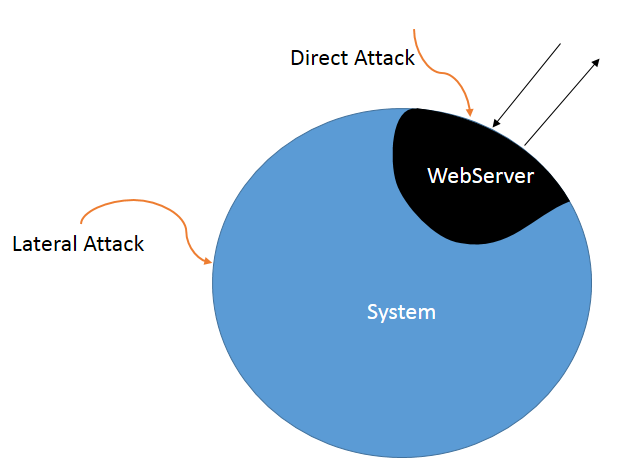 Direct Attack
WebServer
Lateral Attack
System